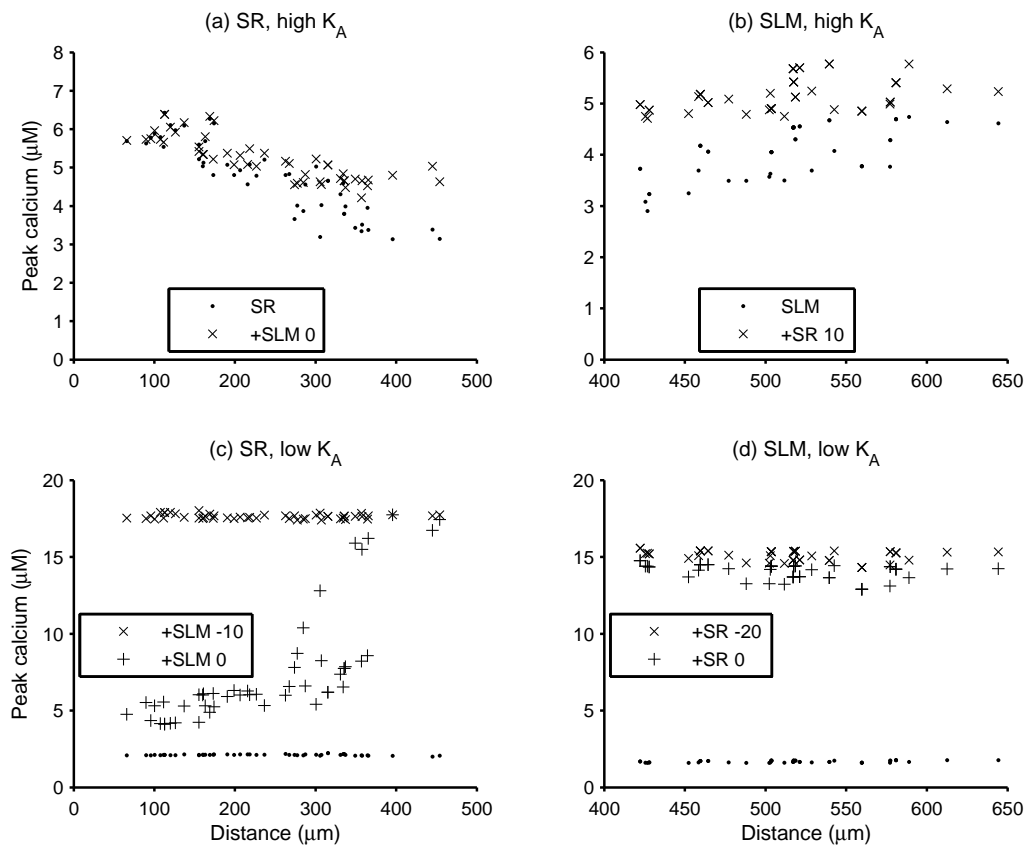 (a) SR, high K_A
(b) SLM, high K_A
Peak calcium (μM)
8
7
6
5
4
3
2
1
0
SR
+SLM 0
0 100 200 300 400 500
6
5
4
3
2
1
0
SLM
+SR 10
400 450 500 550 600 650
(c) SR, low K_A
(d) SLM, low K_A
Peak calcium (μM)
20
15
10
5
0
+SLM -10
+SLM 0
0 100 200 300 400 500
Distance (μm)
20
15
10
5
0
+SR -20
+SR 0
400 450 500 550 600 650
Distance (μm)